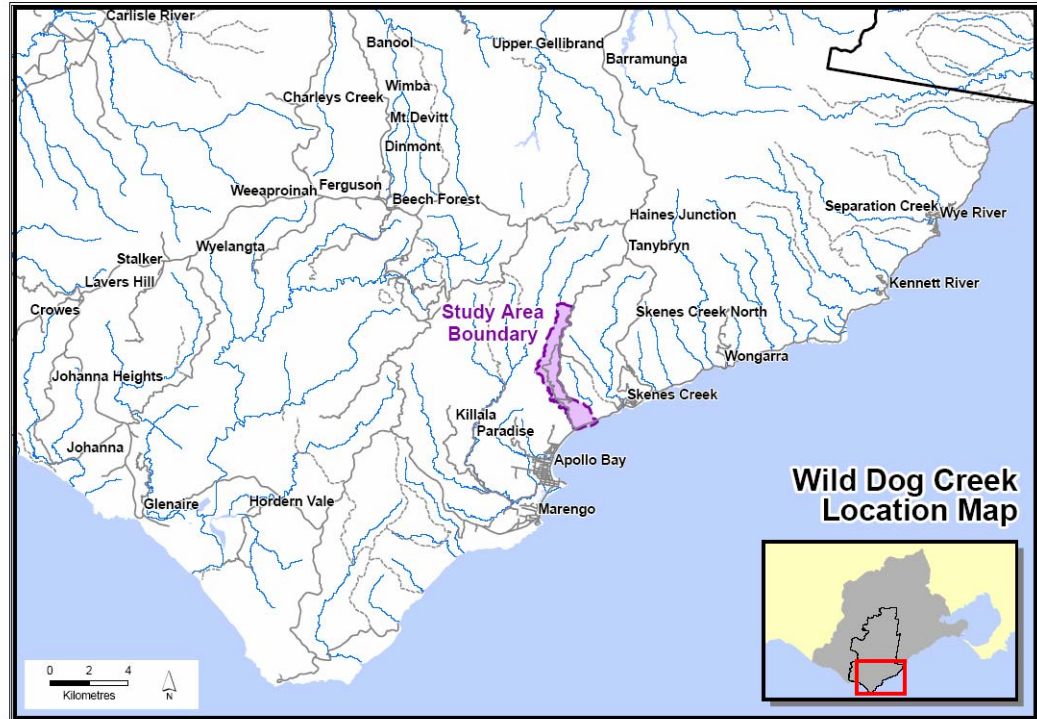 Carlisle River
Banool
Upper Gellibrand
Barramunga
Wimba
Charleys Creek
Mt.Devitt
Dinmont
Weeaproinah
Ferguson
Beech Forest
Separation Creek
Wye River
Haines Junction
Wyelangta
Tanybryn
Stalker
Lavers Hill
Kennett River
Crowes
Study Area
Boundary
Skenes Creek North
Wongarra
Johanna Heights
Skenes Creek
Killala
Paradise
Johanna
Apollo Bay
Wild Dog Creek
Location Map
Glenaire
Hordern Vale
Marengo
0 2 4
Kilometres
N